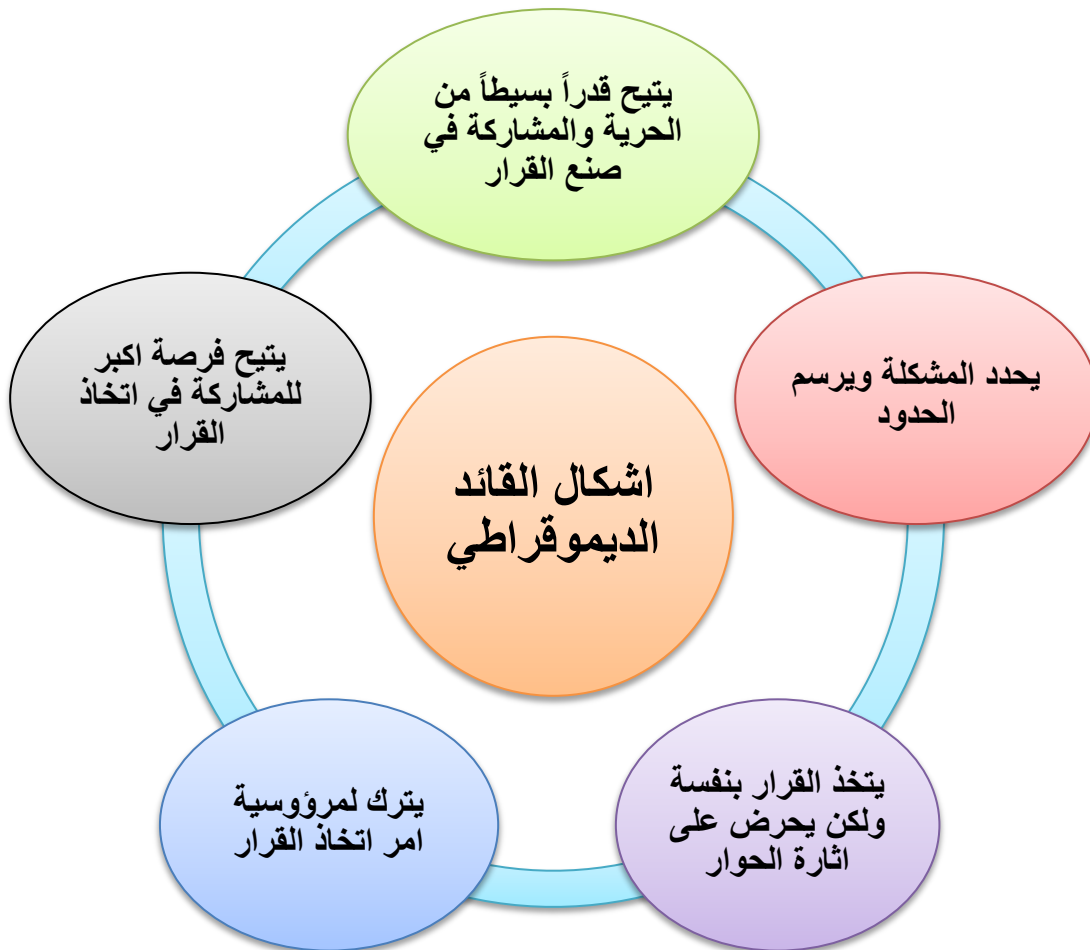 يتيح قدراً بسيطاً من
الحرية والمشاركة في
صنع القرار
يحدد المشكلة ويرسم
الحدود
يتخذ القرار بنفسة
ولكن يحرض على
اثارة الحوار
يترك لمرؤوسية
امر اتخاذ القرار
يتيح فرصة اكبر
للمشاركة في اتخاذ
القرار
اشكال القائد
الديموقراطي